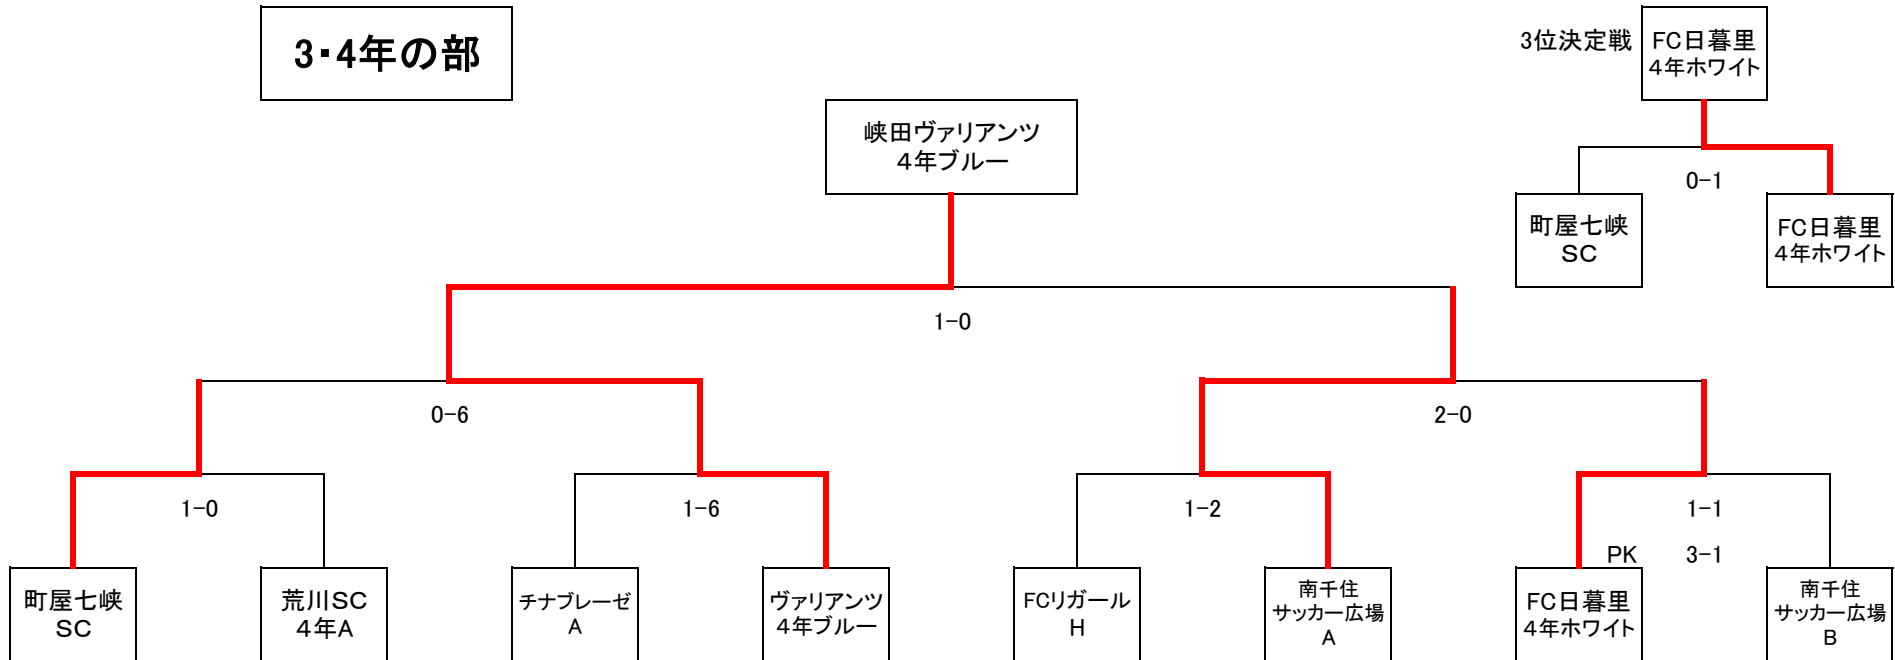 3・4年の部
3位決定戦
FC日暮里
4年ホワイト
峡田ヴァリアンツ
4年ブルー
0-1
町屋七峡
SC
FC日暮里
4年ホワイト
1-0
0-6
2-0
1-0
1-6
1-2
1-1
PK 3-1
町屋七峡
SC
荒川SC
4年A
チナブレーゼ
A
ヴァリアンツ
4年ブルー
FCリガール
H
南千住
サッカー広場
A
FC日暮里
4年ホワイト
南千住
サッカー広場
B